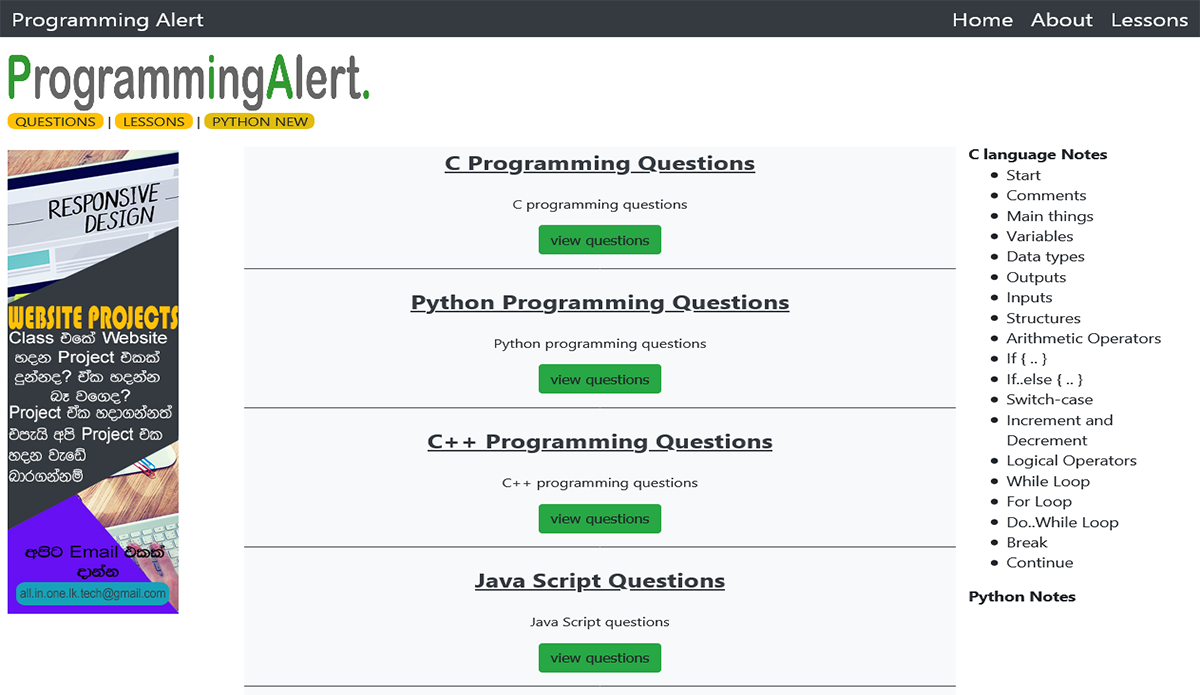 Programming Alert
Home About Lessons
ProgrammingAlert.
QUESTIONS | LESSONS | PYTHON NEW
RESPONSIVE
DESIGN
WEBSITE PROJECTS
Class එකේ Website
හදන Project එකක්
දුන්නද? ඒක හදන්න
බෑ වගෙද?
Project ඒක හදාගන්නත්
එපැයි අපි Project එක
හදන වැඩේ
බාරගන්නම්
අපිට Email එකක්
දාන්න
all.in.one.lk.tech@gmail.com
C Programming Questions
C programming questions
view questions
Python Programming Questions
Python programming questions
view questions
C++ Programming Questions
C++ programming questions
view questions
Java Script Questions
Java Script questions
view questions
C language Notes
Start
Comments
Main things
Variables
Data types
Outputs
Inputs
Structures
Arithmetic Operators
If { .. }
If..else { .. }
Switch-case
Increment and
Decrement
Logical Operators
While Loop
For Loop
Do..While Loop
Break
Continue
Python Notes